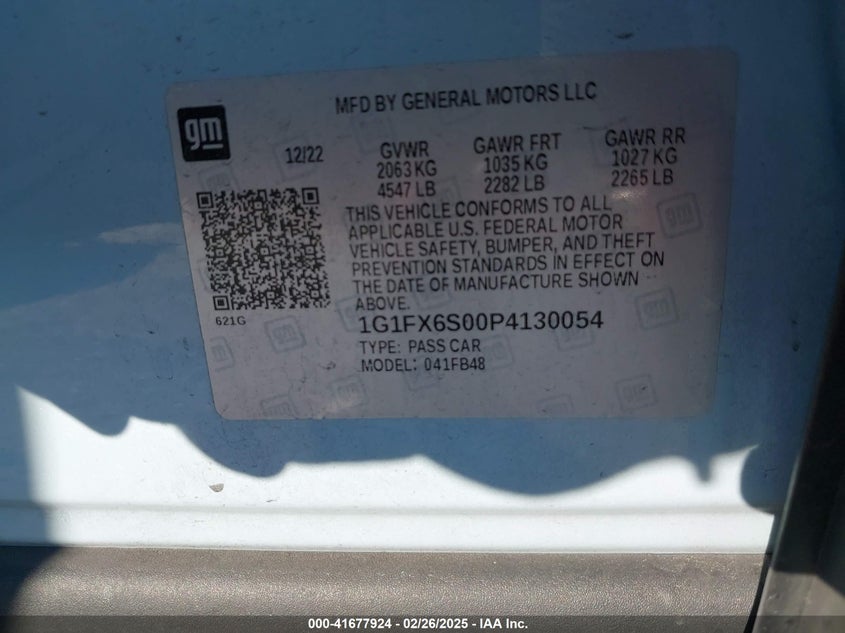 MFD BY GENERAL MOTORS LLC
gm
12/22
GVWR GAWR FRT GAWR RR
2063 KG 1035 KG 1027 KG
4547 LB 2282 LB 2265 LB
THIS VEHICLE CONFORMS TO ALL
APPLICABLE U.S. FEDERAL MOTOR
VEHICLE SAFETY, BUMPER, AND THEFT
PREVENTION STANDARDS IN EFFECT ON
THE DATE OF MANUFACTURE SHOWN
ABOVE.
621G
1G1FX6S00P4130054
TYPE: PASS CAR
MODEL: 041FB48
000-41677924 - 02/26/2025 - © IAA Inc.